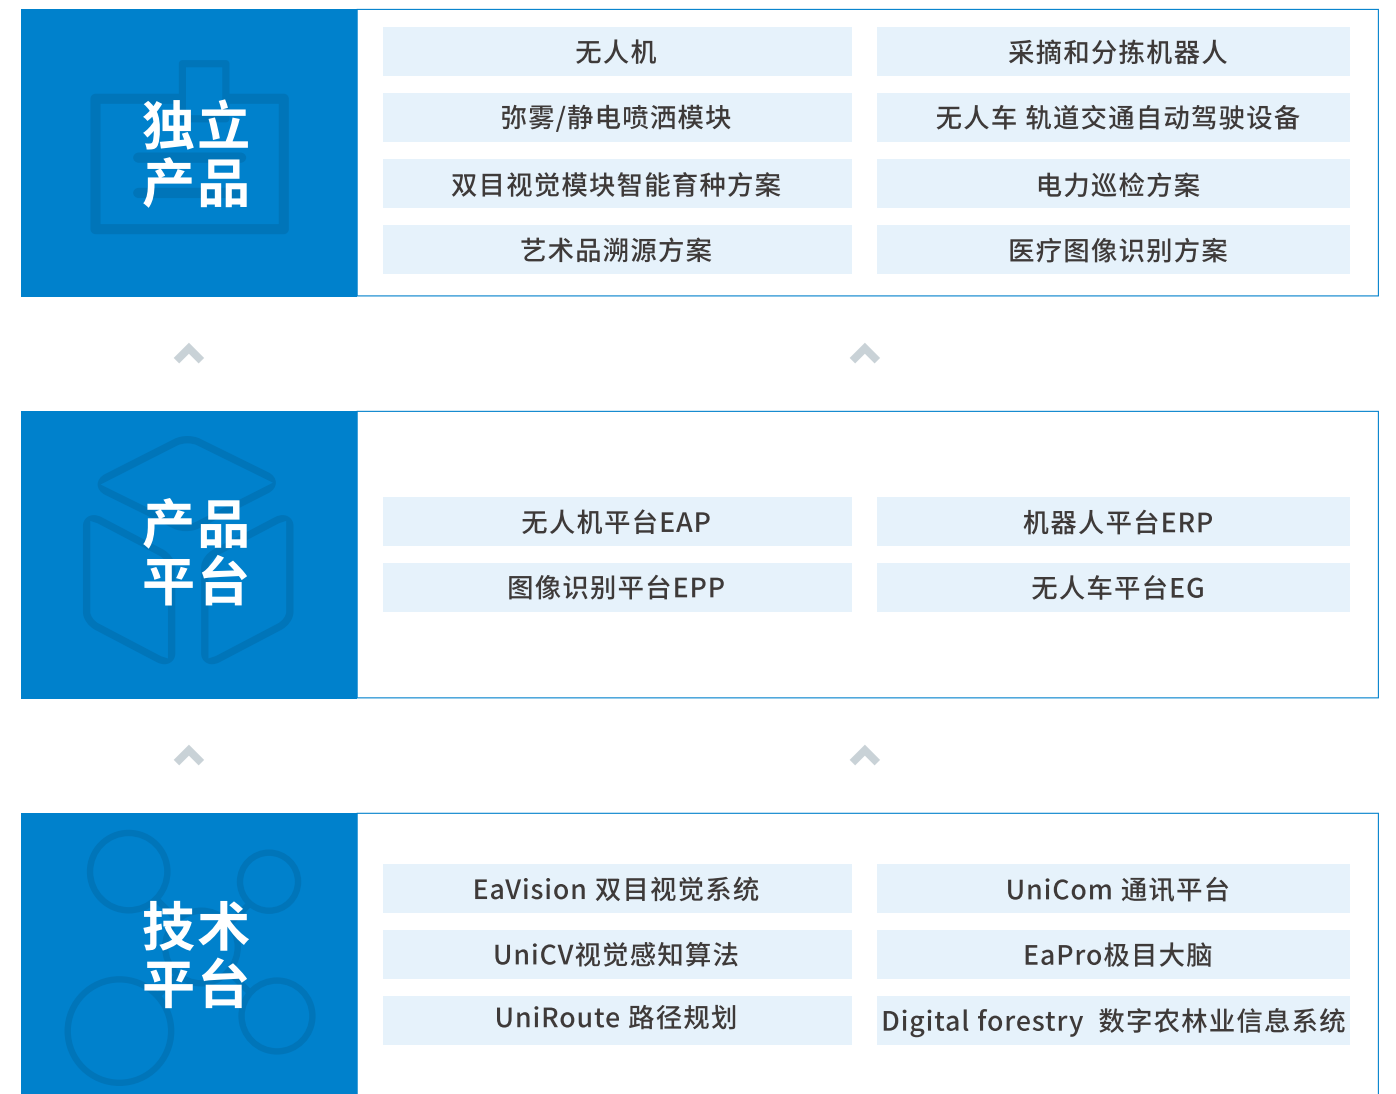 独立
产品
无人机
采摘和分拣机器人
弥雾/静电喷洒模块
无人车 轨道交通自动驾驶设备
双目视觉模块智能育种方案
电力巡检方案
艺术品溯源方案
医疗图像识别方案
产品
平台
无人机平台EAP
机器人平台ERP
图像识别平台EPP
无人车平台EG
技术
平台
EaVision 双目视觉系统
UniCom 通讯平台
UniCV视觉感知算法
EaPro极目大脑
UniRoute 路径规划
Digital forestry 数字农林业信息系统